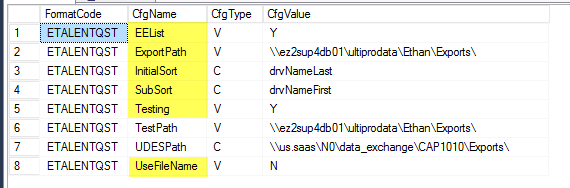 FormatCode CfgName CfgType CfgValue
1 ETALENTQST EEList V Y
2 ETALENTQST ExportPath V \\ez2sup4db01\ultiprodata\Ethan\Exports\
3 ETALENTQST InitialSort C drvNameLast
4 ETALENTQST SubSort C drvNameFirst
5 ETALENTQST Testing V Y
6 ETALENTQST TestPath V \\ez2sup4db01\ultiprodata\Ethan\Exports\
7 ETALENTQST UDESPath C \\us.saas\N0\data_exchange\CAP1010\Exports\
8 ETALENTQST UseFileName V N